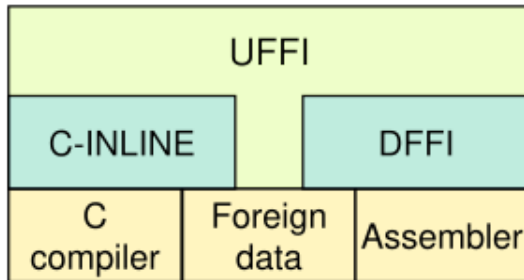 UFFI
C-INLINE
DFFI
C
compiler
Foreign
data
Assembler